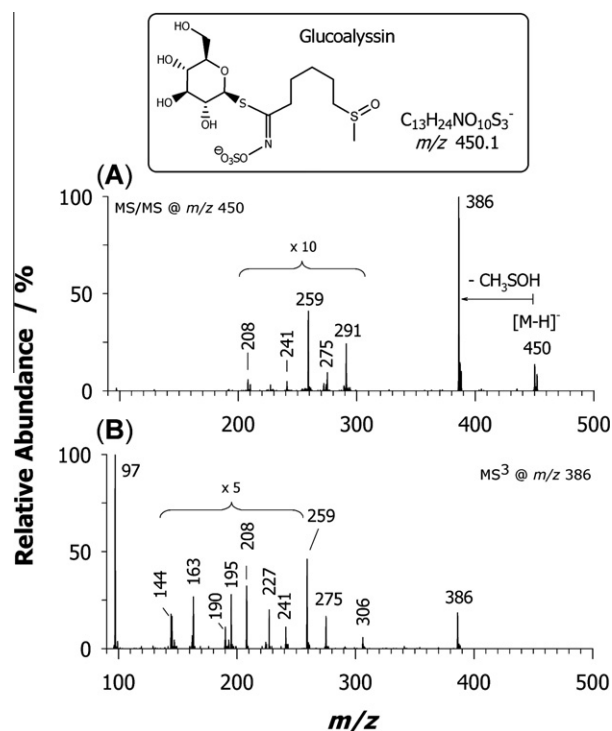 Glucoalyssin
HO
HO
HO
HO
OH
O
S
N
⊖O₃SO
S
O
C₁₃H₂₄NO₁₀S₃⁻
m/z 450.1
(A)
MS/MS @ m/z 450
x 10
386
- CH₃SOH
[M-H]⁻
450
208
241
259
275
291
100
50
0
200
300
400
500
(B)
MS³ @ m/z 386
x 5
97
144
163
190
195
208
227
241
259
275
306
386
100
50
0
100
200
300
400
500
Relative Abundance / %
m/z